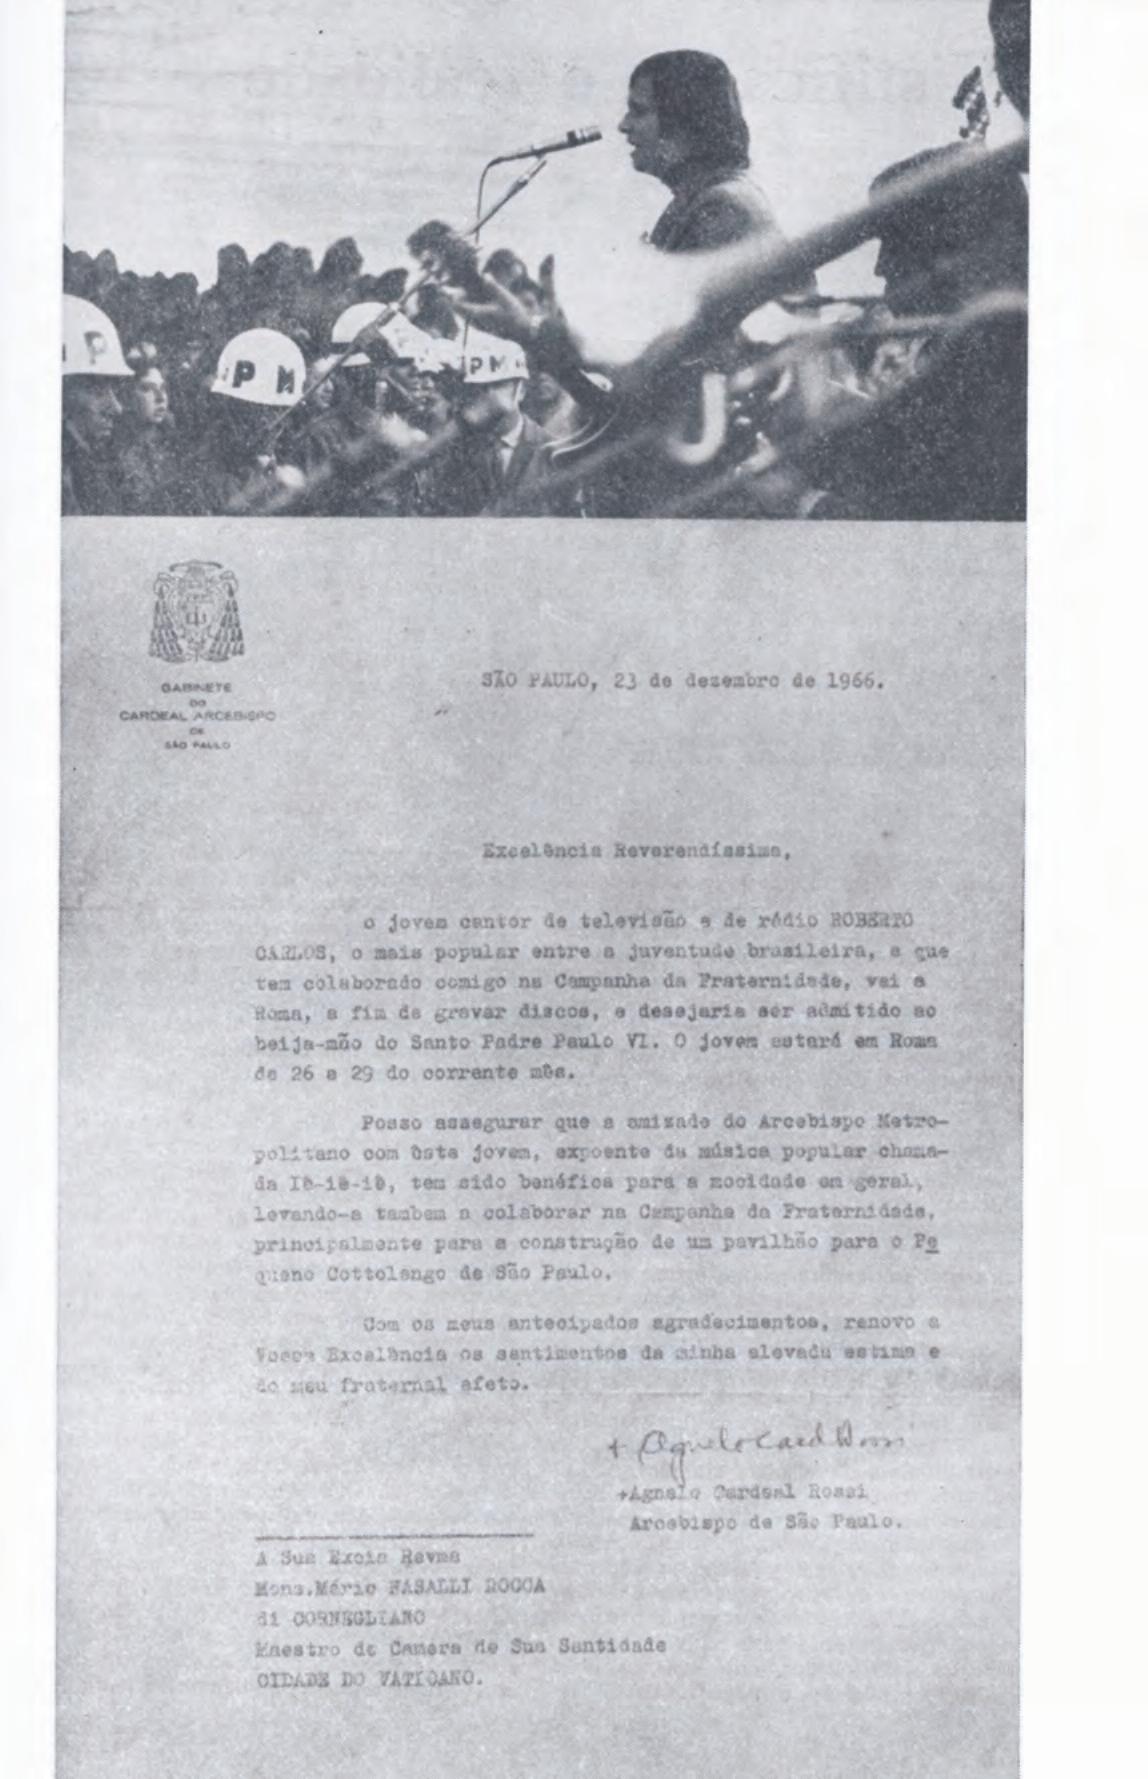 P
PM
PM
GABINETE
DO
CARDEAL ARCEBISPO
DE
SÃO PAULO
SÃO PAULO, 23 de dezembro de 1966.
Excelência Reverendíssima,
o jovem cantor de televisão e de rádio ROBERTO
CARLOS, o mais popular entre a juventude brasileira, e que
tem colaborado comigo na Campanha da Fraternidade, vai a
Roma, a fim de gravar discos, e desejaria ser admitido ao
beija-mão do Santo Padre Paulo VI. O jovem estará em Roma
de 26 a 29 do corrente mês.
Posso assegurar que a amizade do Arcebispo Metro-
politano com êste jovem, expoente da música popular chama-
da Iê-iê-iê, tem sido benéfica para a mocidade em geral,
levando-a tambem a colaborar na Campanha da Fraternidade,
principalmente para a construção de um pavilhão para o Pe
queno Cottolengo de São Paulo.
Com os meus antecipados agradecimentos, renovo a
Vossa Excelência os sentimentos da minha elevada estima e
do meu fraternal afeto.
+ Agnelo Card Rossi
+Agnelo Cardeal Rossi
Arcebispo de São Paulo.
A Sua Excia Revma
Mons.Mário NASALLI ROCCA
di CORNEGLIANO
Maestro de Camera de Sua Santidade
CIDADE DO VATICANO.